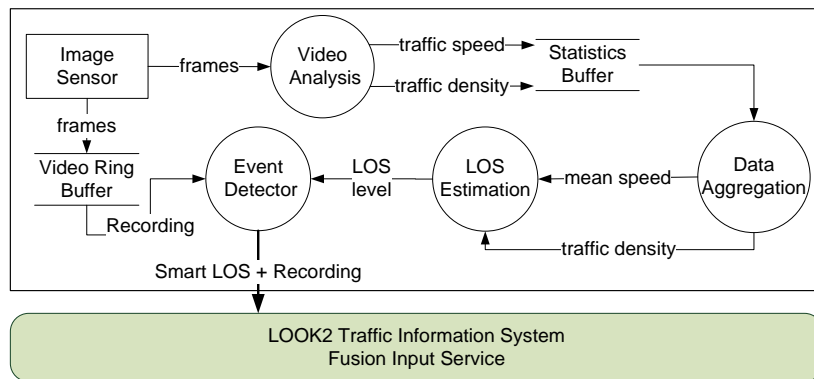 Image
Sensor
frames
Video
Analysis
traffic speed
traffic density
Statistics
Buffer
frames
Video Ring
Buffer
Recording
Event
Detector
LOS
level
LOS
Estimation
mean speed
traffic density
Data
Aggregation
Smart LOS + Recording
LOOK2 Traffic Information System
Fusion Input Service